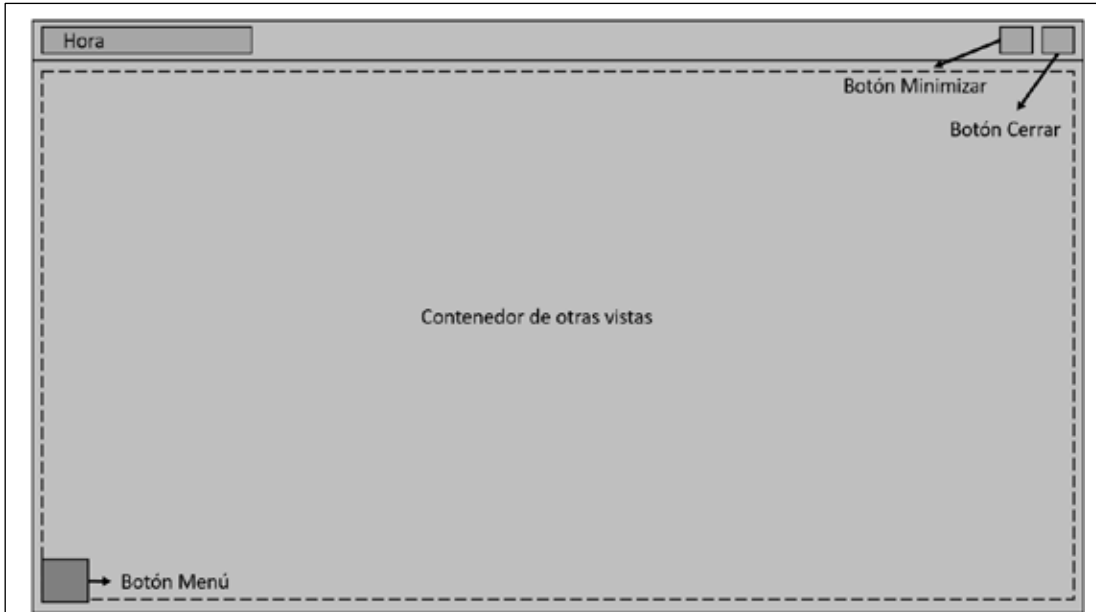 Hora
Botón Minimizar
Botón Cerrar
Contenedor de otras vistas
Botón Menú